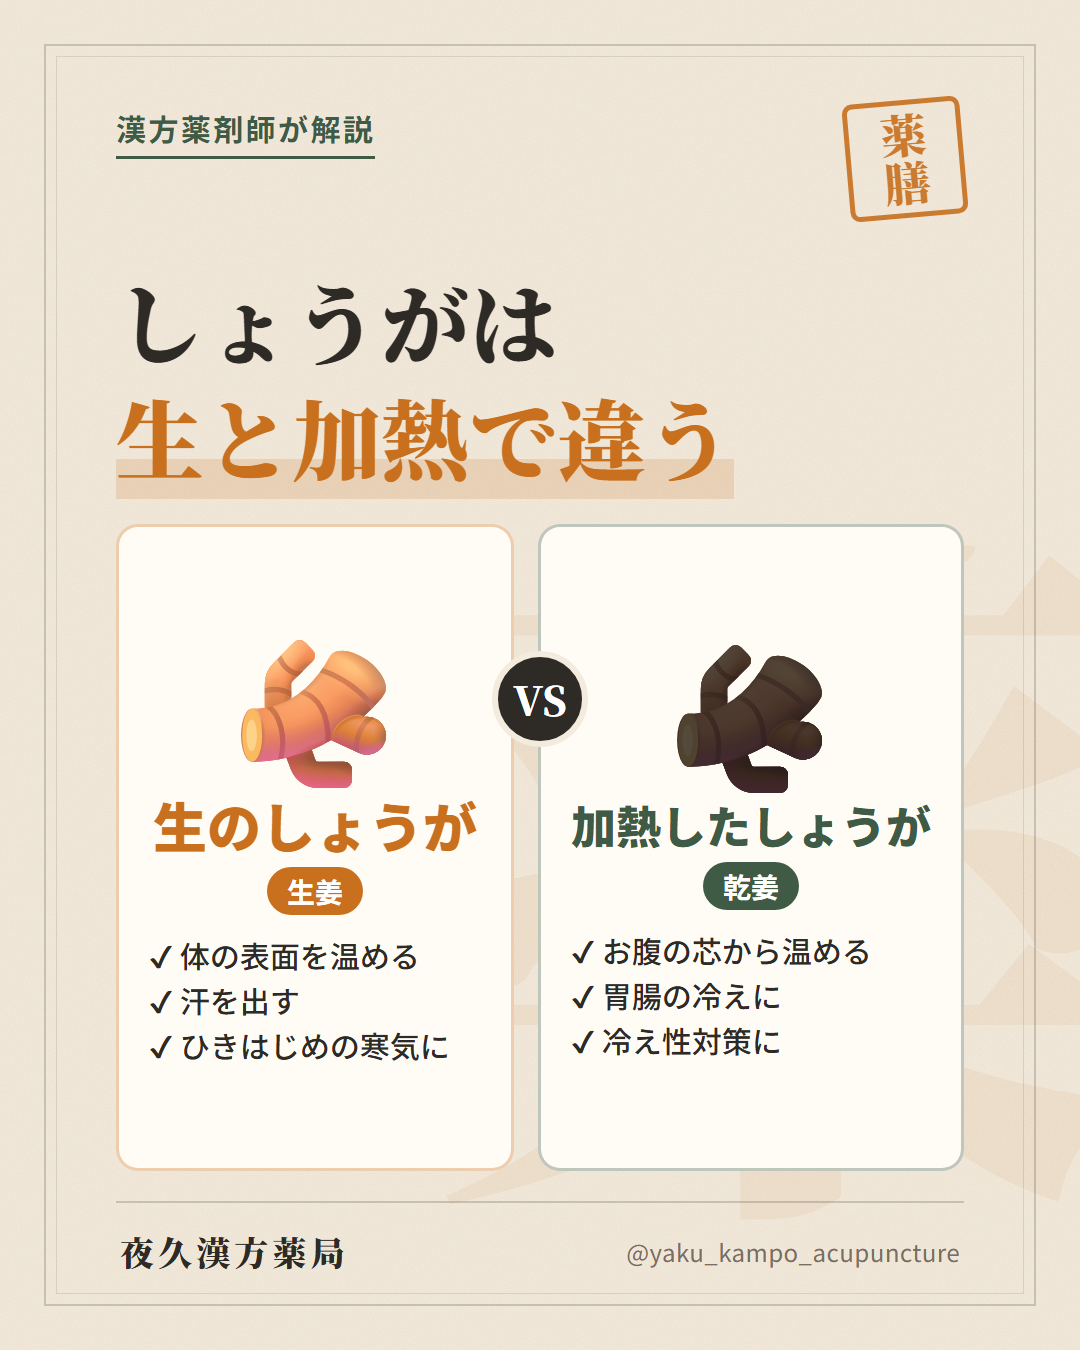 漢方薬剤師が解説
薬膳
しょうがは
生と加熱で違う
生のしょうが
生姜
✓ 体の表面を温める
✓ 汗を出す
✓ ひきはじめの寒気に
VS
加熱したしょうが
乾姜
✓ お腹の芯から温める
✓ 胃腸の冷えに
✓ 冷え性対策に
夜久漢方薬局
@yaku_kampo_acupuncture